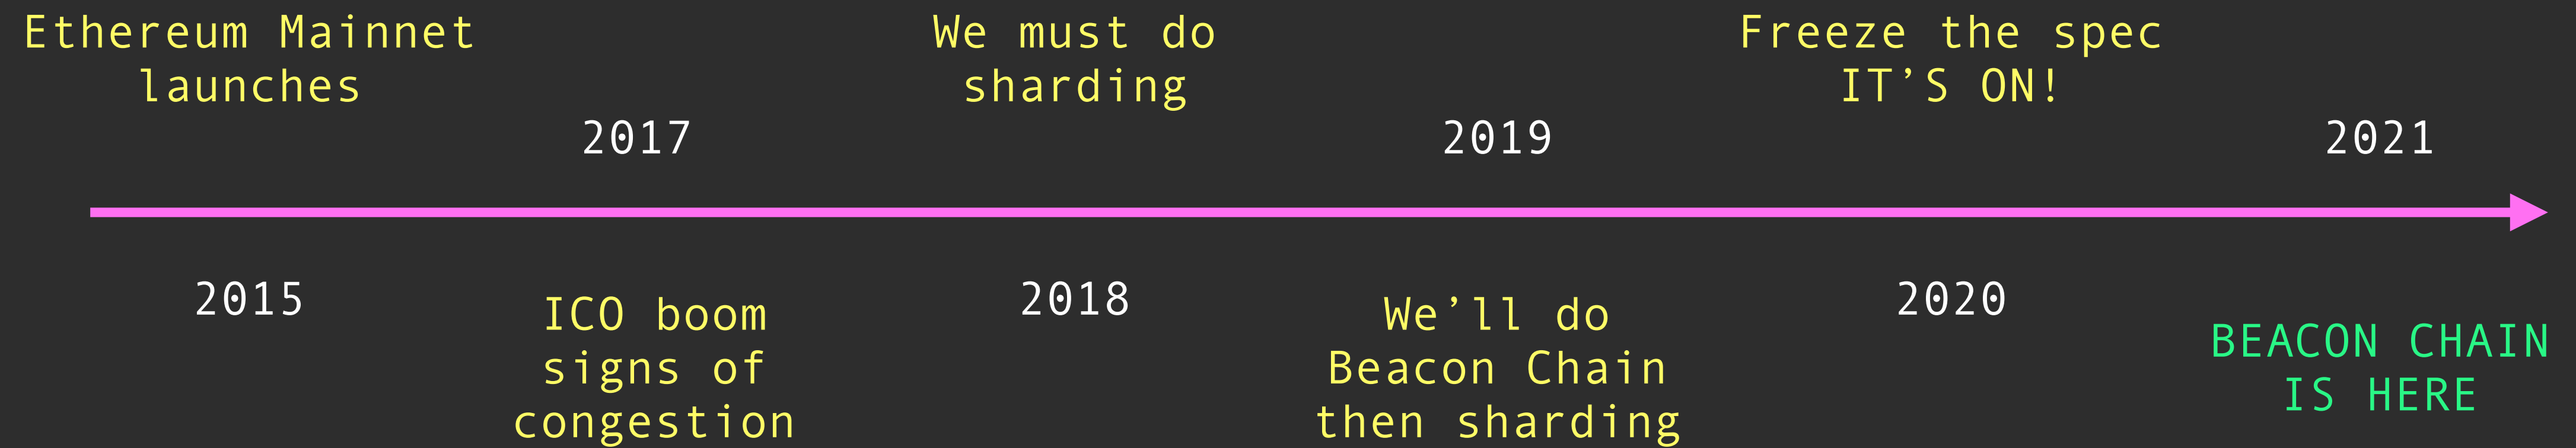 Ethereum Mainnet
launches
2015
2017
ICO boom
signs of
congestion
We must do
sharding
2018
2019
We’ll do
Beacon Chain
then sharding
Freeze the spec
IT’S ON!
2020
2021
BEACON CHAIN
IS HERE